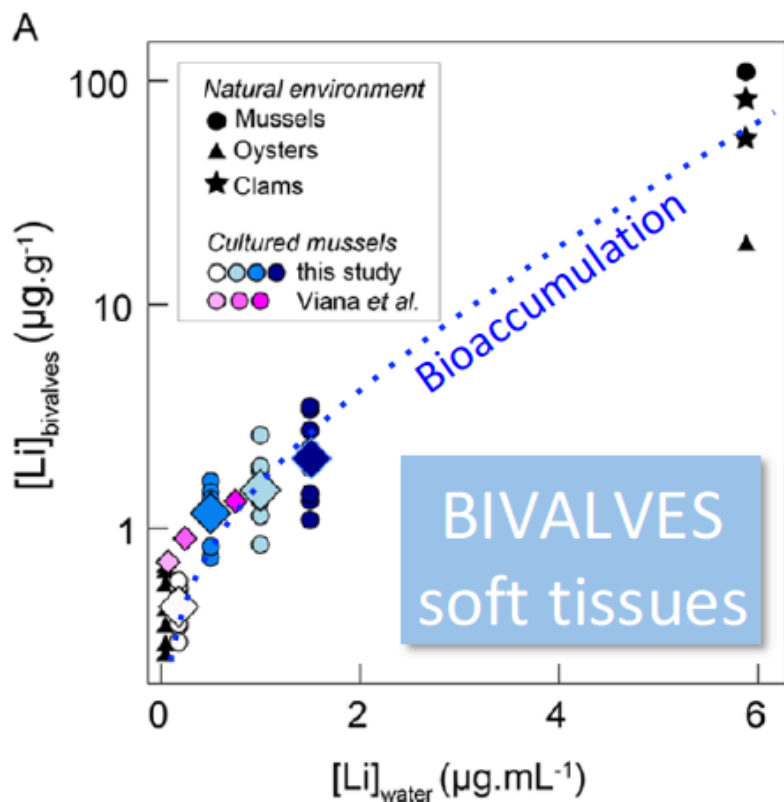 A
100
10
1
[Li]bivalves (µg.g-1)
Natural environment
Mussels
Oysters
Clams
Cultured mussels
this study
Viana et al.
Bioaccumulation
BIVALVES
soft tissues
0 2 4 6
[Li]water (µg.mL-1)